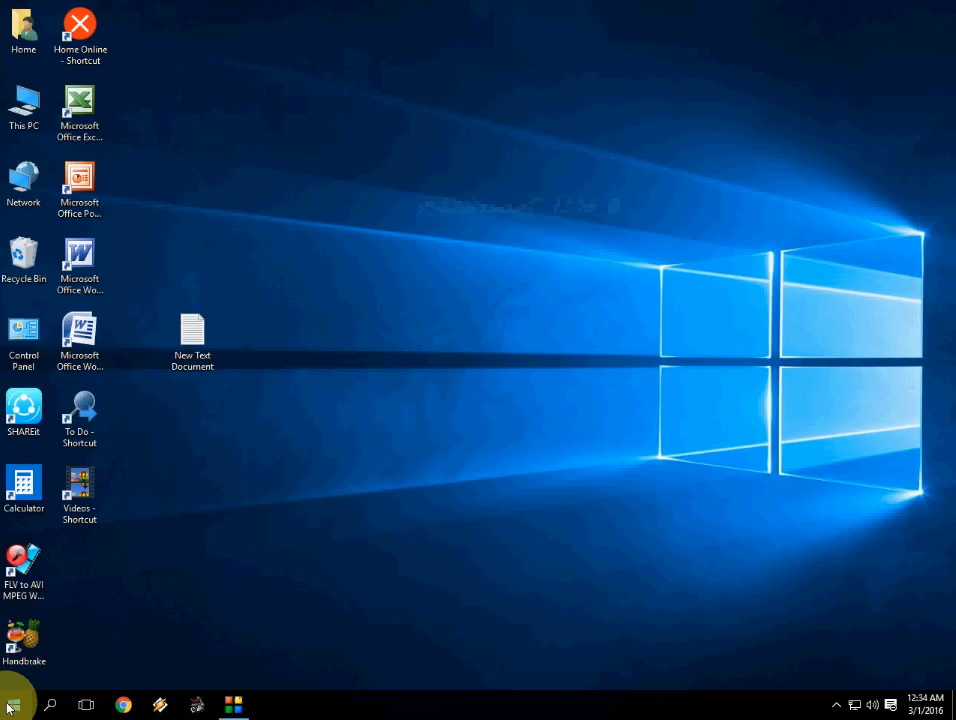 Home
Home Online
- Shortcut
This PC
Microsoft
Office Exc...
Network
Microsoft
Office Po...
Recycle Bin
Microsoft
Office Wo...
Control
Panel
Microsoft
Office Wo...
New Text
Document
SHAREit
To Do -
Shortcut
Calculator
Videos -
Shortcut
FLV to AVI
MPEG W...
Handbrake
12:34 AM
3/1/2016